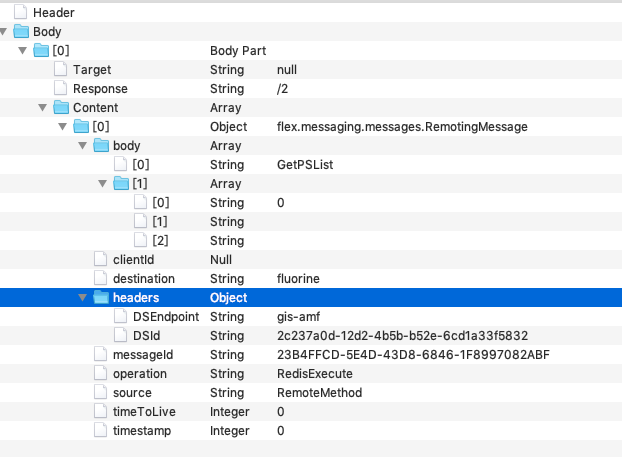 Header
Body
[0] Body Part
Target String null
Response String /2
Content Array
[0] Object flex.messaging.messages.RemotingMessage
body Array
[0] String GetPSList
[1] Array
[0] String 0
[1] String
[2] String
clientId Null
destination String fluorine
headers Object
DSEndpoint String gis-amf
DSId String 2c237a0d-12d2-4b5b-b52e-6cd1a33f5832
messageId String 23B4FFCD-5E4D-43D8-6846-1F8997082ABF
operation String RedisExecute
source String RemoteMethod
timeToLive Integer 0
timestamp Integer 0